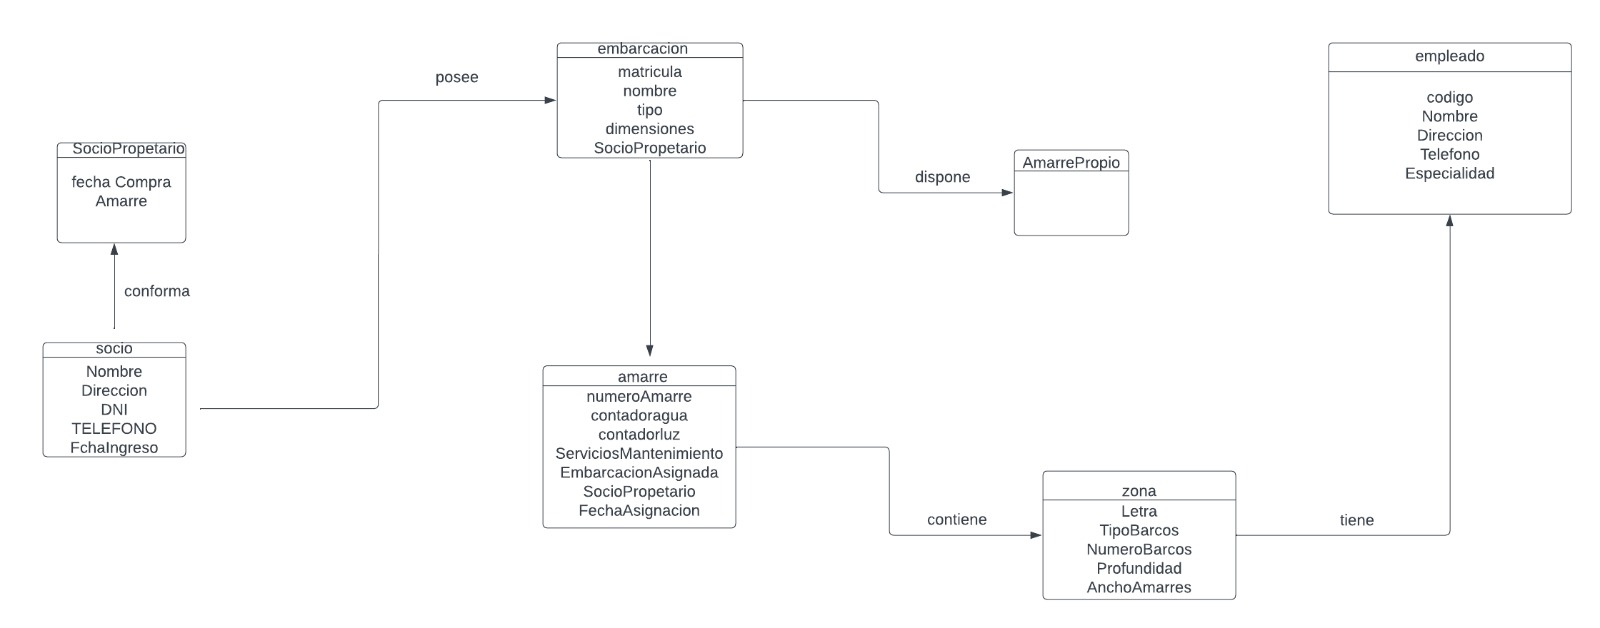 SocioPropetario
fecha Compra
Amarre
conforma
socio
Nombre
Direccion
DNI
TELEFONO
FchaIngreso
posee
embarcacion
matricula
nombre
tipo
dimensiones
SocioPropetario
dispone
AmarrePropio
amarre
numeroAmarre
contadoragua
contadorluz
ServiciosMantenimiento
EmbarcacionAsignada
SocioPropetario
FechaAsignacion
contiene
zona
Letra
TipoBarcos
NumeroBarcos
Profundidad
AnchoAmarres
tiene
empleado
codigo
Nombre
Direccion
Telefono
Especialidad